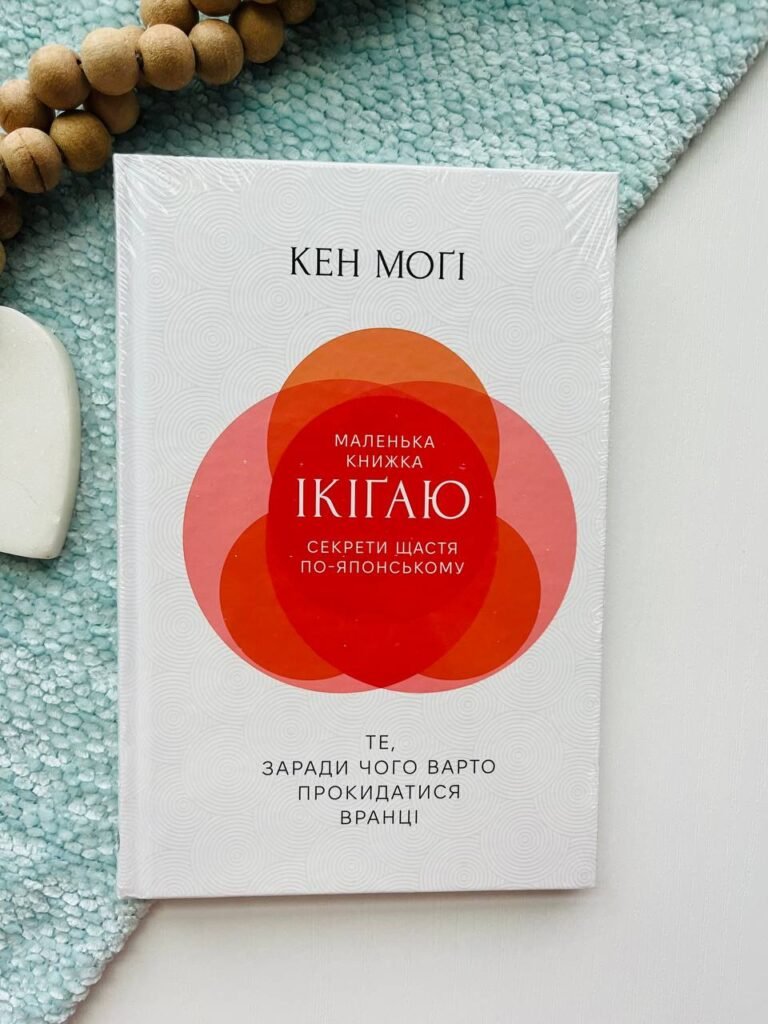 КЕН МОҐІ
МАЛЕНЬКА
КНИЖКА
ІКІҐАЮ
СЕКРЕТИ ЩАСТЯ
ПО-ЯПОНСЬКОМУ
ТЕ,
ЗАРАДИ ЧОГО ВАРТО
ПРОКИДАТИСЯ
ВРАНЦІ